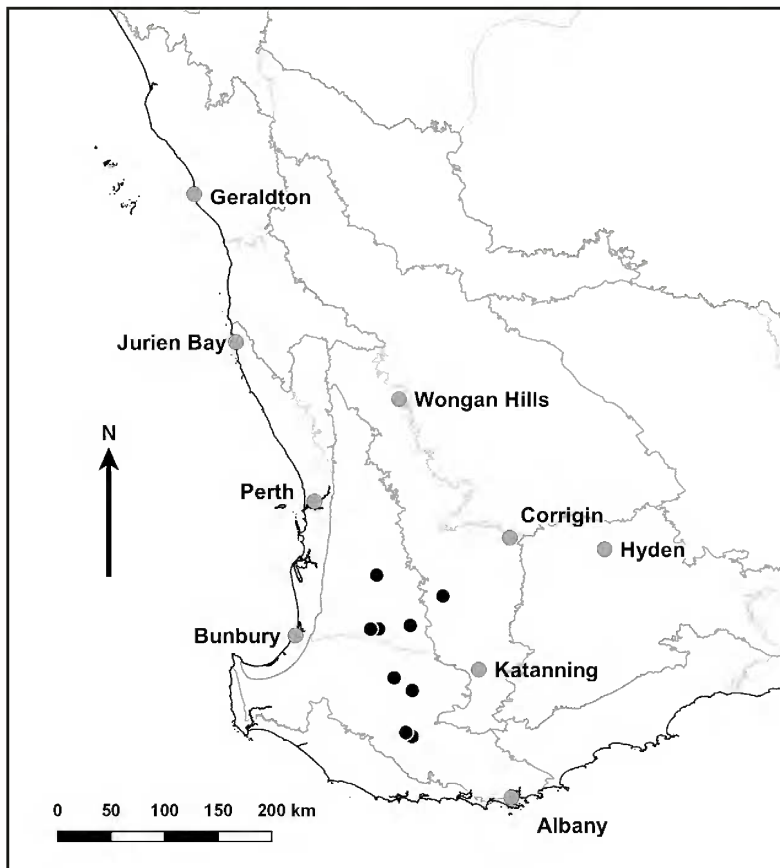 Geraldton
Jurien Bay
Wongan Hills
N
Perth
Corrigin
Hyden
Bunbury
Katanning
0 50 100 150 200 km
Albany